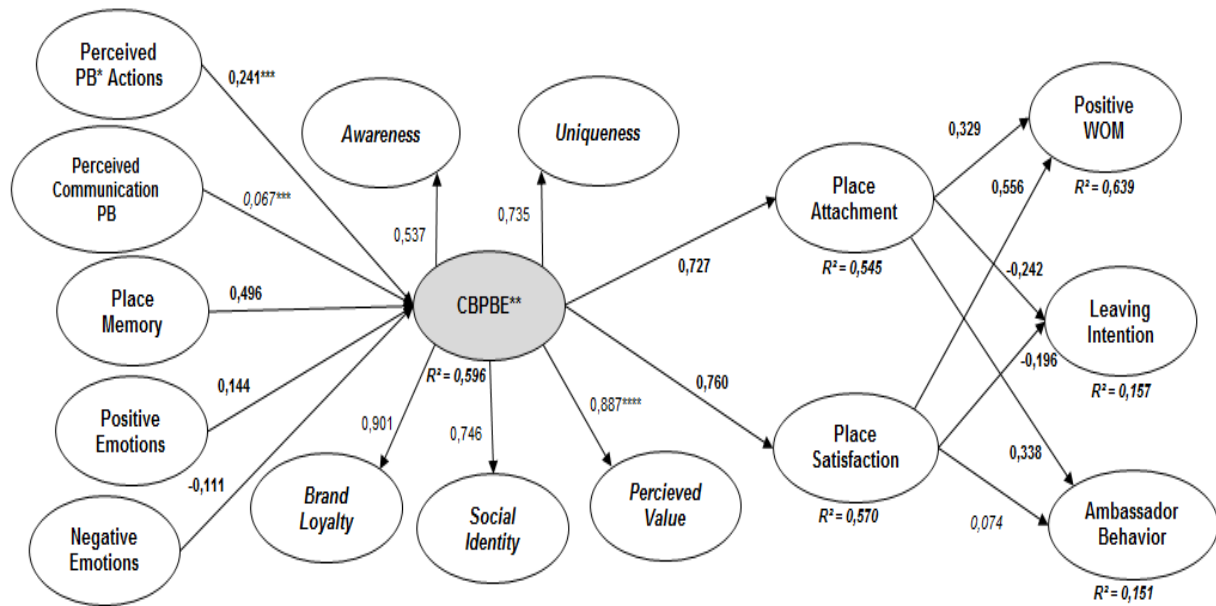 Perceived
PB* Actions
0,241***
Perceived
Communication
PB
0,067***
Place
Memory
0,496
Positive
Emotions
0,144
Negative
Emotions
-0,111
Awareness
0,537
Uniqueness
0,735
CBPBE**
R² = 0,596
0,901
Brand
Loyalty
0,746
Social
Identity
0,887****
Percieved
Value
0,727
0,760
Place
Attachment
R² = 0,545
Place
Satisfaction
R² = 0,570
0,329
0,556
-0,242
-0,196
0,338
0,074
Positive
WOM
R² = 0,639
Leaving
Intention
R² = 0,157
Ambassador
Behavior
R² = 0,151